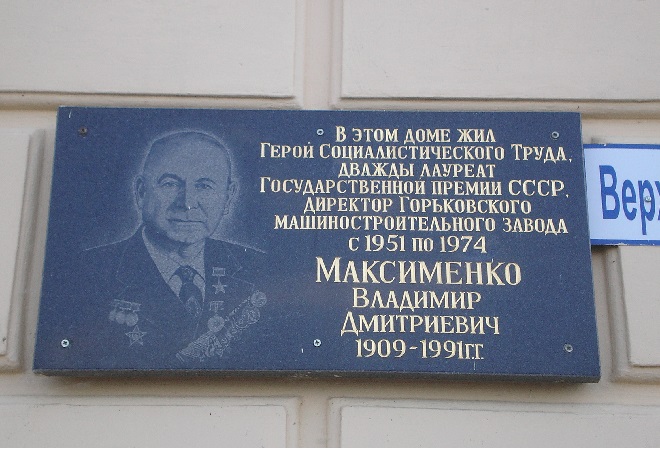 В ЭТОМ ДОМЕ ЖИЛ
ГЕРОЙ СОЦИАЛИСТИЧЕСКОГО ТРУДА,
ДВАЖДЫ ЛАУРЕАТ
ГОСУДАРСТВЕННОЙ ПРЕМИИ СССР,
ДИРЕКТОР ГОРЬКОВСКОГО
МАШИНОСТРОИТЕЛЬНОГО ЗАВОДА
С 1951 ПО 1974
МАКСИМЕНКО
ВЛАДИМИР
ДМИТРИЕВИЧ
1909-1991ГГ.
Верх